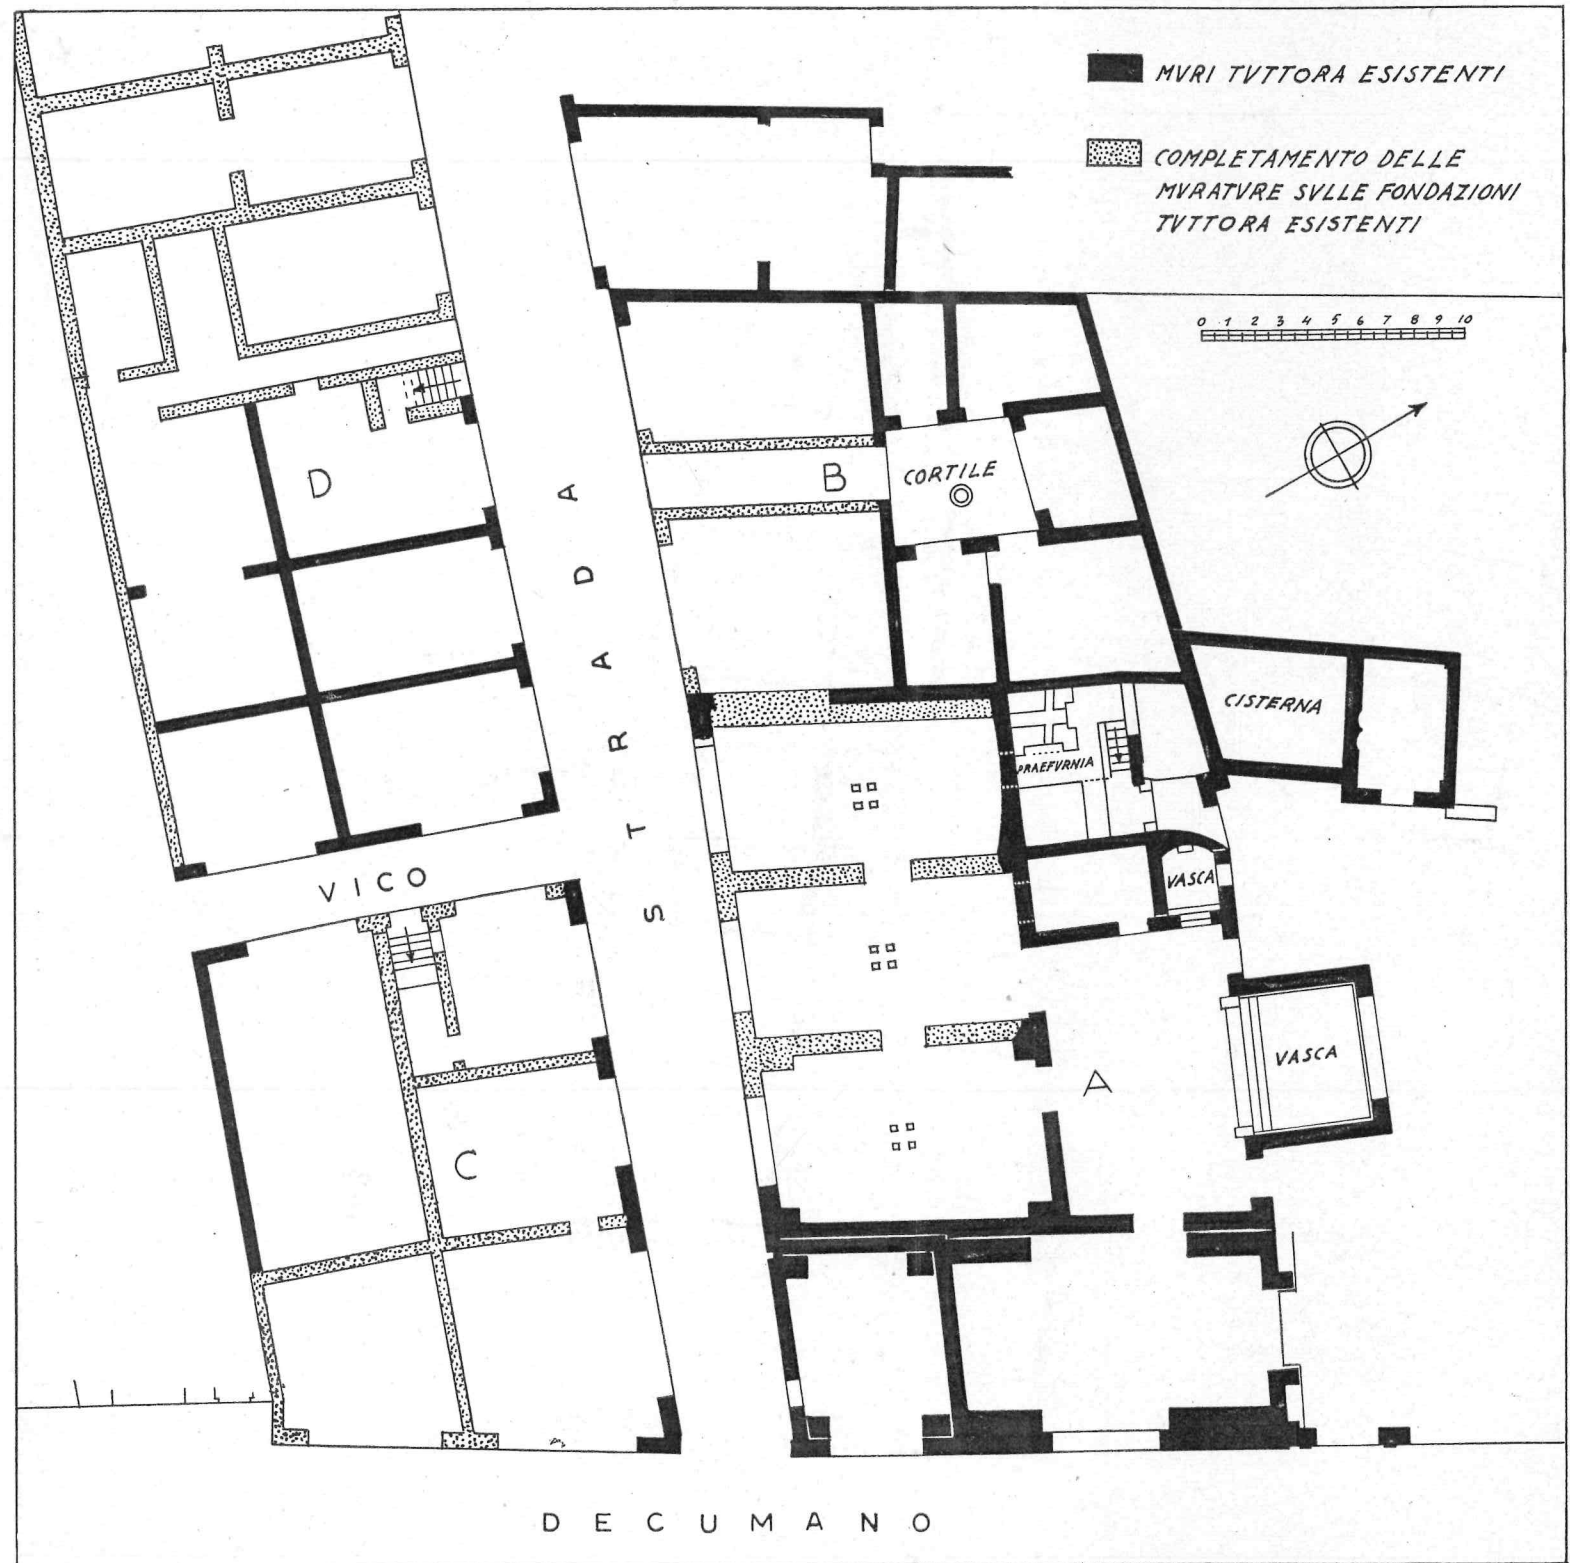 MVRI TVTTORA ESISTENTI
COMPLETAMENTO DELLE
MVRATVRE SVLLE FONDAZIONI
TVTTORA ESISTENTI
0 1 2 3 4 5 6 7 8 9 10
D
B
CORTILE
STRADA
CISTERNA
PRAEFVRNIA
VICO
VASCA
VASCA
A
C
DECUMANO